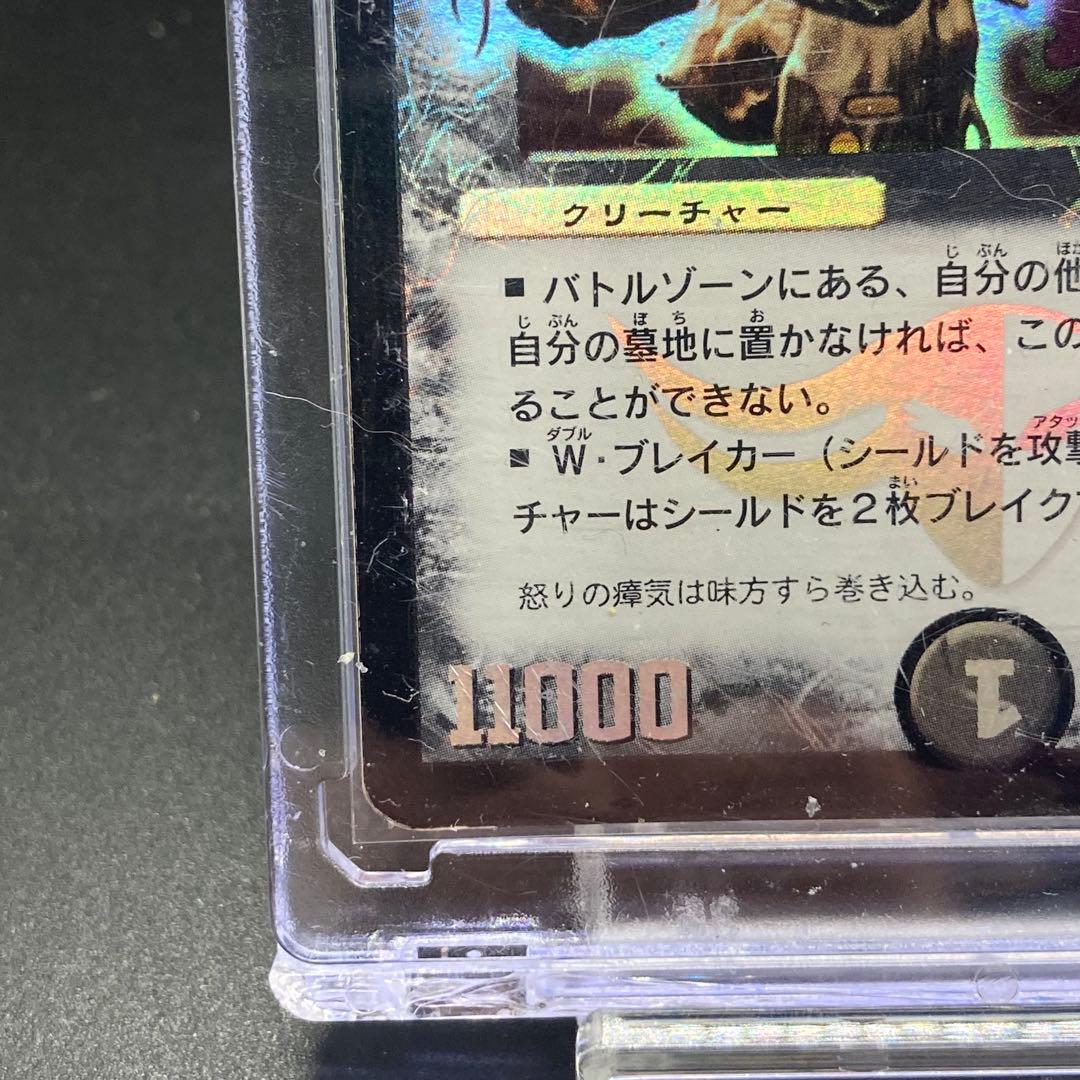 クリーチャー
■ バトルゾーンにある、自分の他
自分の墓地に置かなければ、この
ることができない。
■ W・ブレイカー（シールドを攻撃
チャーはシールドを2枚ブレイク
怒りの瘴気は味方すら巻き込む。
11000
1